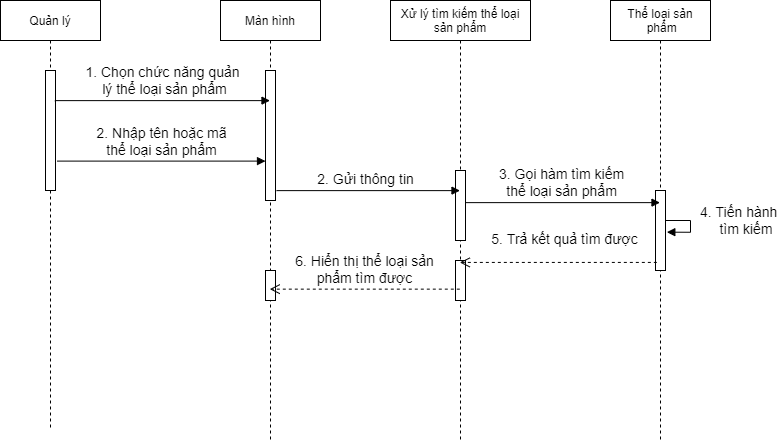 Quản lý
Màn hình
Xử lý tìm kiếm thể loại
sản phẩm
Thể loại sản
phẩm
1. Chọn chức năng quản
lý thể loại sản phẩm
2. Nhập tên hoặc mã
thể loại sản phẩm
2. Gửi thông tin
3. Gọi hàm tìm kiếm
thể loại sản phẩm
4. Tiến hành
tìm kiếm
5. Trả kết quả tìm được
6. Hiển thị thể loại sản
phẩm tìm được